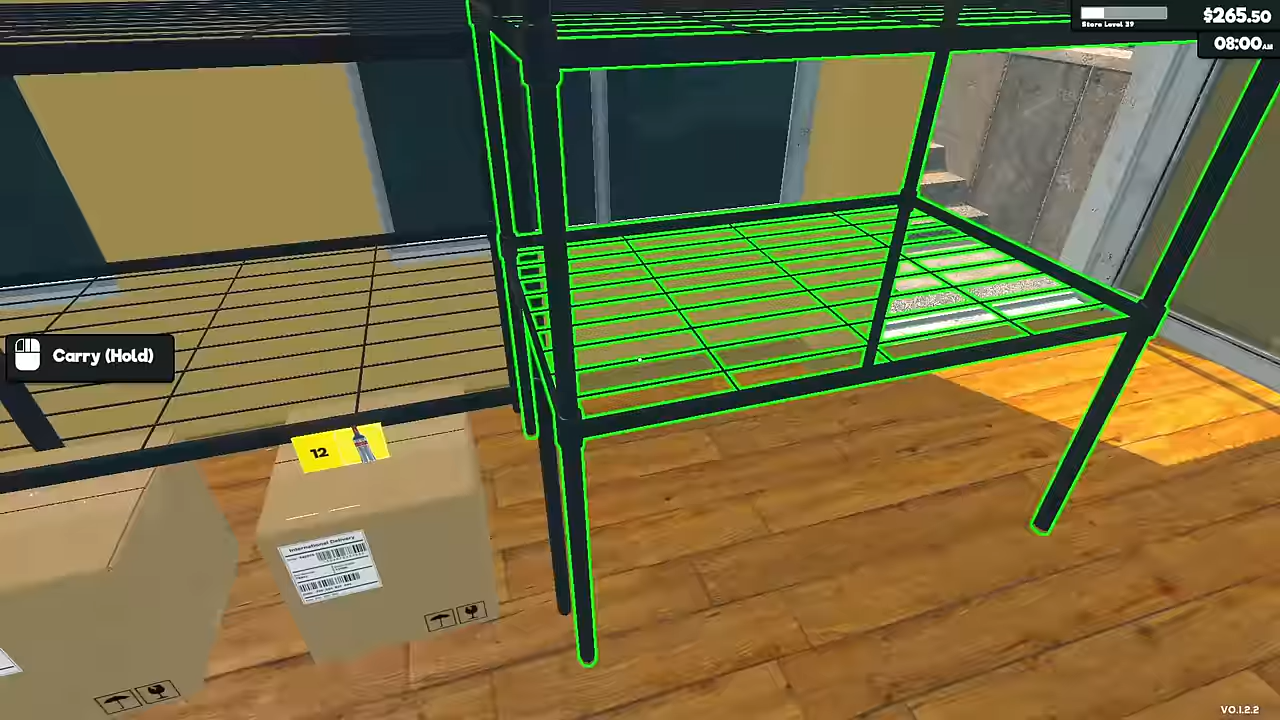 $265.50
Store Level 39
08:00AM
Carry (Hold)
12
International Delivery
V0.1.2.2